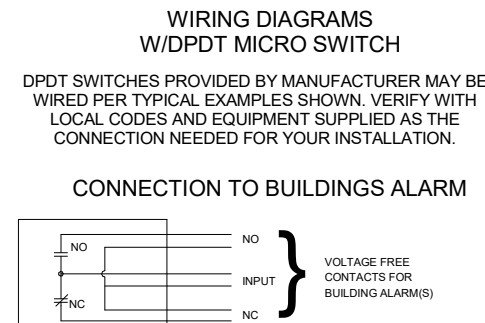 WIRING DIAGRAMS
W/DPDT MICRO SWITCH
DPDT SWITCHES PROVIDED BY MANUFACTURER MAY BE
WIRED PER TYPICAL EXAMPLES SHOWN. VERIFY WITH
LOCAL CODES AND EQUIPMENT SUPPLIED AS THE
CONNECTION NEEDED FOR YOUR INSTALLATION.
CONNECTION TO BUILDINGS ALARM
NO
NO
INPUT
VOLTAGE FREE
CONTACTS FOR
BUILDING ALARM(S)
NC
NC